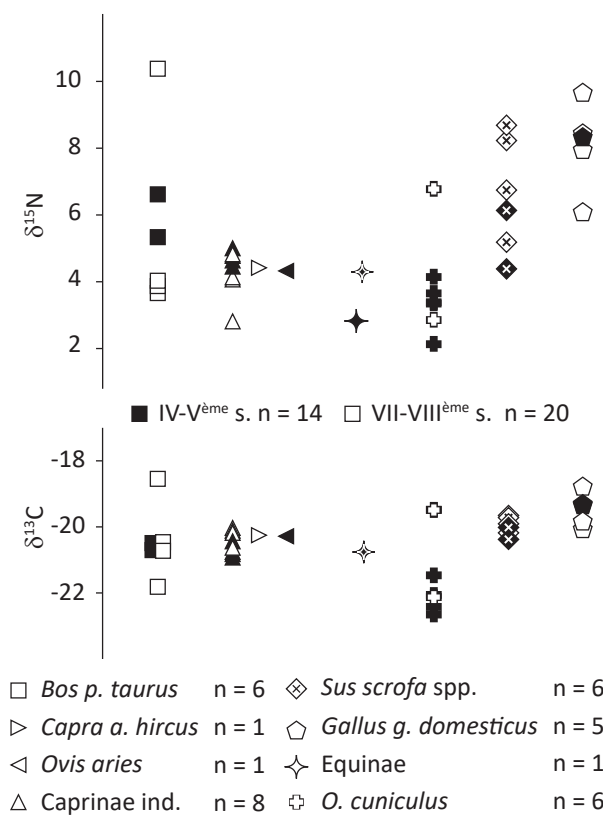 10
8
δ¹⁵N
6
4
2
IV-Vème s. n = 14 VII-VIIIème s. n = 20
-18
δ¹³C
-20
-22
Bos p. taurus n = 6 Sus scrofa spp. n = 6
Capra a. hircus n = 1 Gallus g. domesticus n = 5
Ovis aries n = 1 Equinae n = 1
Caprinae ind. n = 8 O. cuniculus n = 6